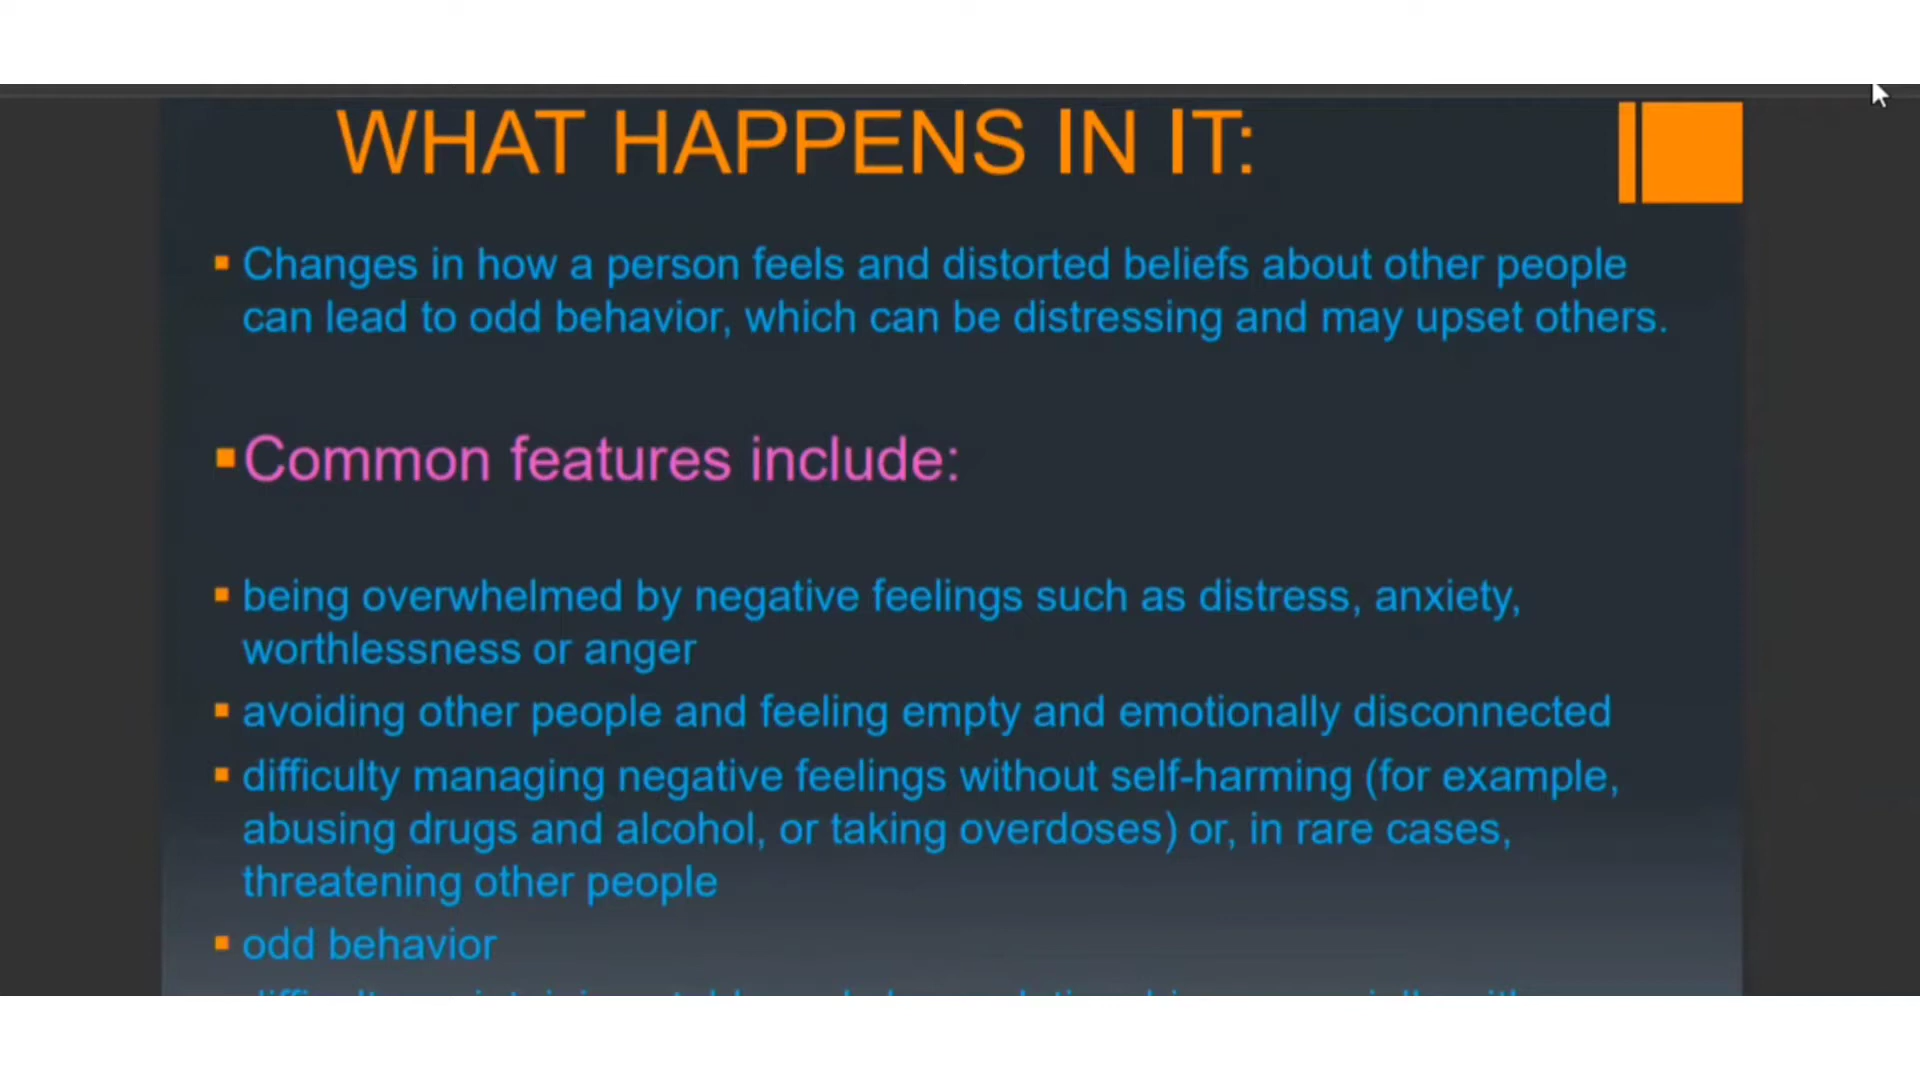 WHAT HAPPENS IN IT:
Changes in how a person feels and distorted beliefs about other people
can lead to odd behavior, which can be distressing and may upset others.
Common features include:
being overwhelmed by negative feelings such as distress, anxiety,
worthlessness or anger
avoiding other people and feeling empty and emotionally disconnected
difficulty managing negative feelings without self-harming (for example,
abusing drugs and alcohol, or taking overdoses) or, in rare cases,
threatening other people
odd behavior